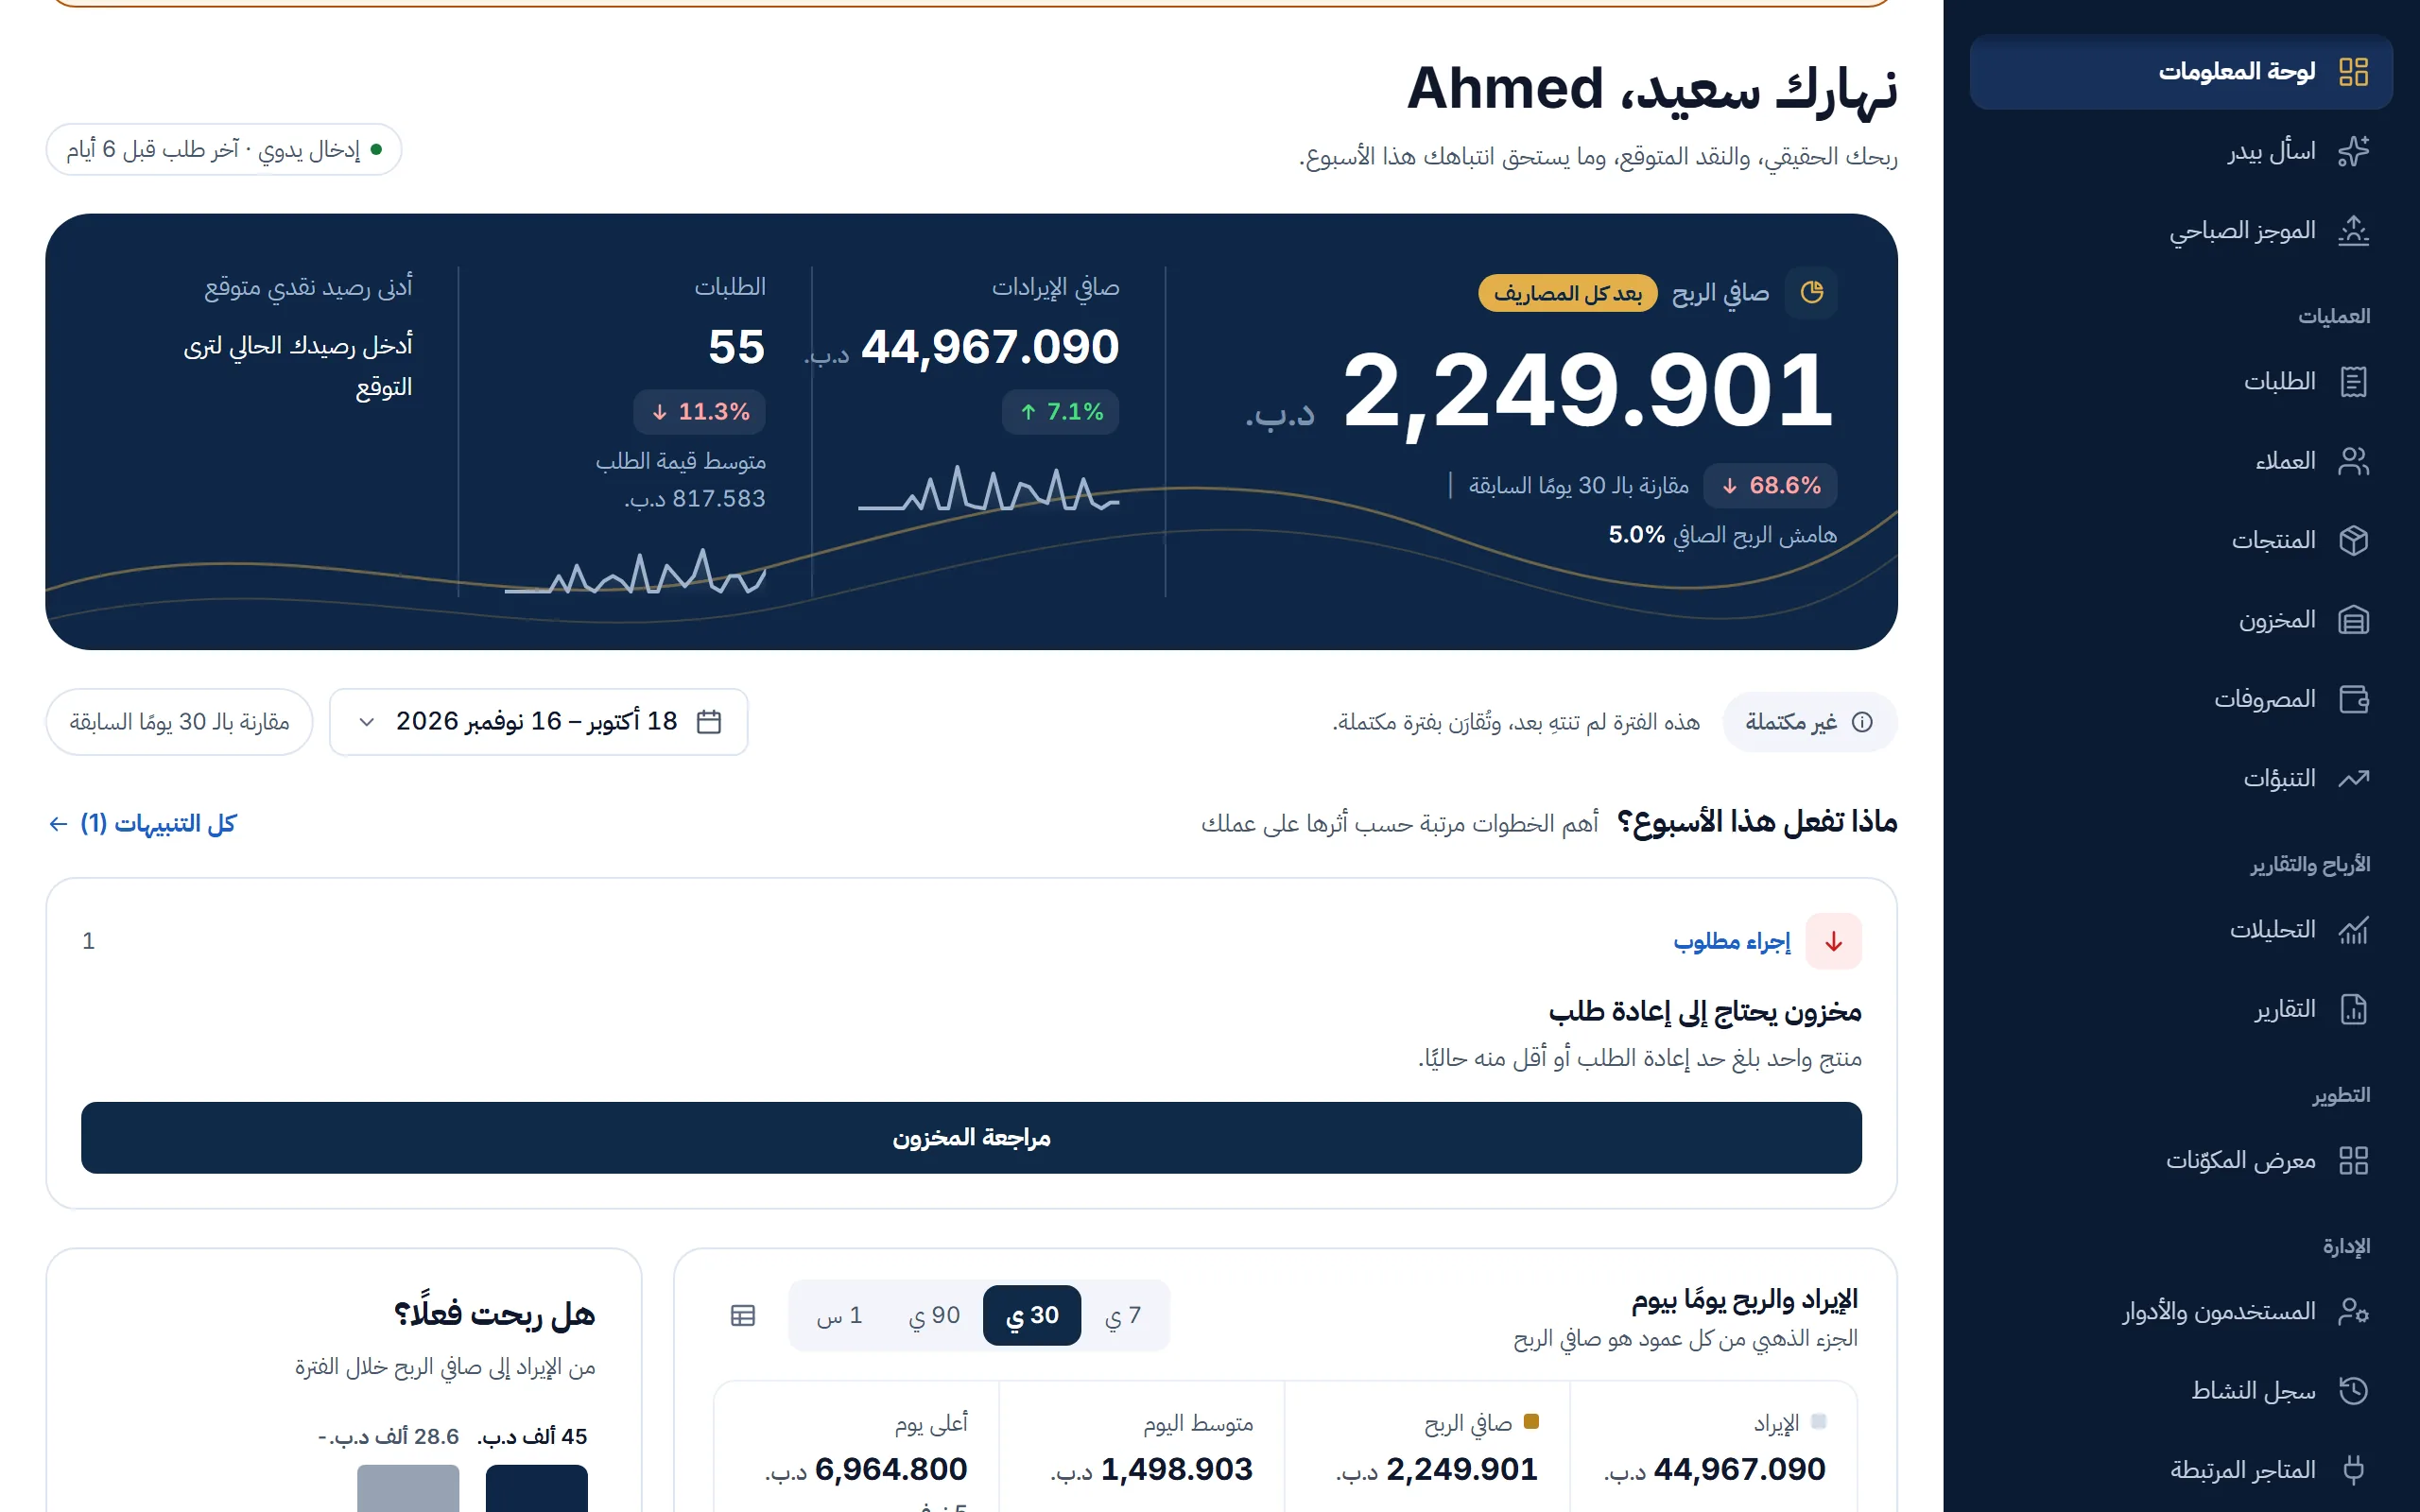 لوحة المعلومات
اسأل بيدر
الموجز الصباحي
العمليات
الطلبات
العملاء
المنتجات
المخزون
المصروفات
التنبؤات
الأرباح والتقارير
التحليلات
التقارير
التطوير
معرض المكوّنات
الإدارة
المستخدمون والأدوار
سجل النشاط
المتاجر المرتبطة
نهارك سعيد، Ahmed
ربحك الحقيقي، والنقد المتوقع، وما يستحق انتباهك هذا الأسبوع.
إدخال يدوي · آخر طلب قبل 6 أيام
صافي الربح
بعد كل المصاريف
2,249.901 د.ب.
68.6% ↓ مقارنة بالـ 30 يومًا السابقة |
هامش الربح الصافي 5.0%
صافي الإيرادات
44,967.090 د.ب.
7.1% ↑
الطلبات
55
11.3% ↓
متوسط قيمة الطلب
817.583 د.ب.
أدنى رصيد نقدي متوقع
أدخل رصيدك الحالي لترى
التوقع
غير مكتملة
هذه الفترة لم تنتهِ بعد، وتُقارَن بفترة مكتملة.
18 أكتوبر – 16 نوفمبر 2026
مقارنة بالـ 30 يومًا السابقة
ماذا تفعل هذا الأسبوع؟ أهم الخطوات مرتبة حسب أثرها على عملك
كل التنبيهات (1) ←
إجراء مطلوب
1
مخزون يحتاج إلى إعادة طلب
منتج واحد بلغ حد إعادة الطلب أو أقل منه حاليًا.
مراجعة المخزون
الإيراد والربح يومًا بيوم
الجزء الذهبي من كل عمود هو صافي الربح
7 ي
30 ي
90 ي
1 س
الإيراد
44,967.090 د.ب.
صافي الربح
2,249.901 د.ب.
متوسط اليوم
1,498.903 د.ب.
أعلى يوم
6,964.800 د.ب.
هل ربحت فعلًا؟
من الإيراد إلى صافي الربح خلال الفترة
45 ألف د.ب.
28.6 ألف د.ب.-